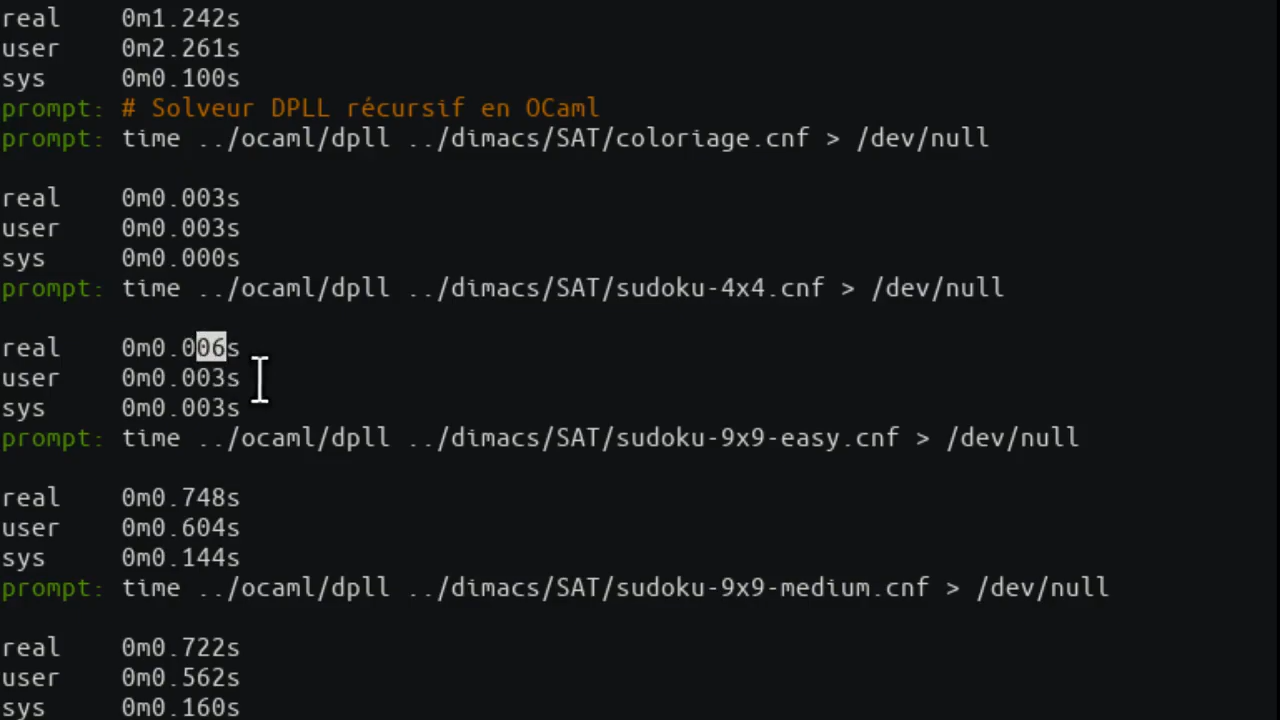 real    0m1.242s
user    0m2.261s
sys     0m0.100s
prompt: # Solveur DPLL récursif en OCaml
prompt: time ../ocaml/dpll ../dimacs/SAT/coloriage.cnf > /dev/null
real    0m0.003s
user    0m0.003s
sys     0m0.000s
prompt: time ../ocaml/dpll ../dimacs/SAT/sudoku-4x4.cnf > /dev/null
real    0m0.006s
user    0m0.003s
sys     0m0.003s
prompt: time ../ocaml/dpll ../dimacs/SAT/sudoku-9x9-easy.cnf > /dev/null
real    0m0.748s
user    0m0.604s
sys     0m0.144s
prompt: time ../ocaml/dpll ../dimacs/SAT/sudoku-9x9-medium.cnf > /dev/null
real    0m0.722s
user    0m0.562s
sys     0m0.160s